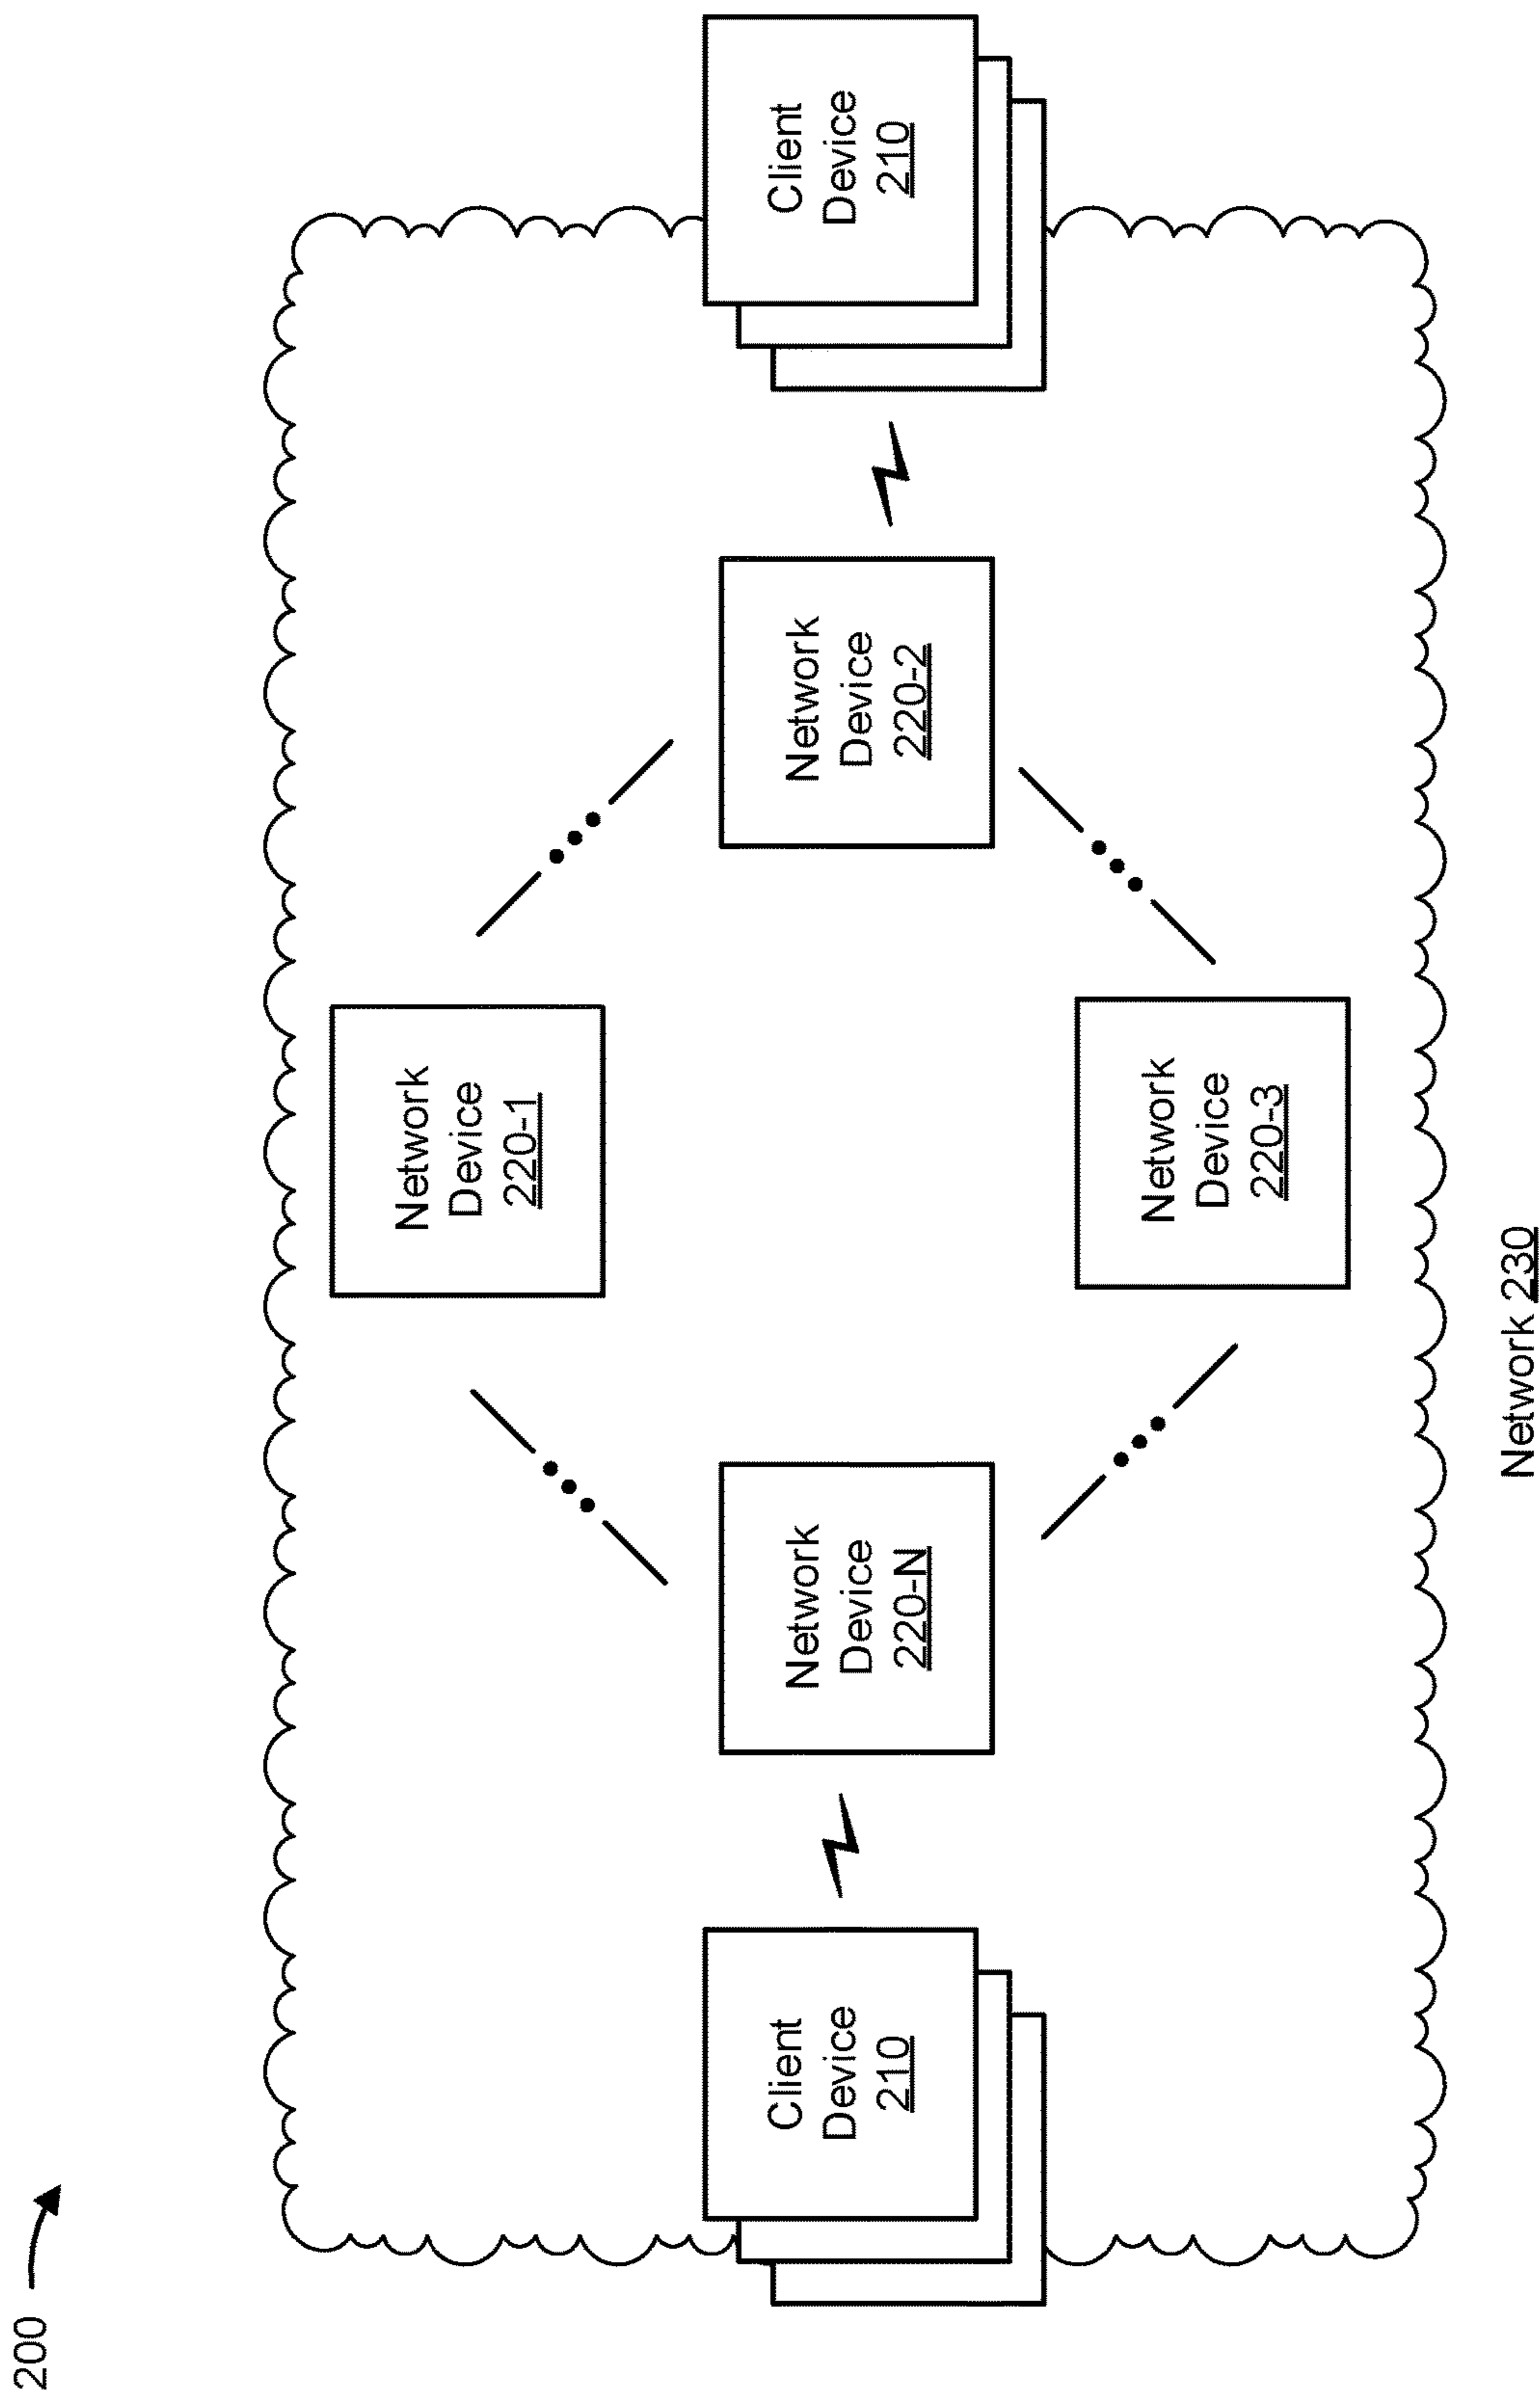 200
Network
Device
220-1
Client
Device
210
Network
Device
220-N
Network
Device
220-2
Client
Device
210
Network
Device
220-3
Network 230